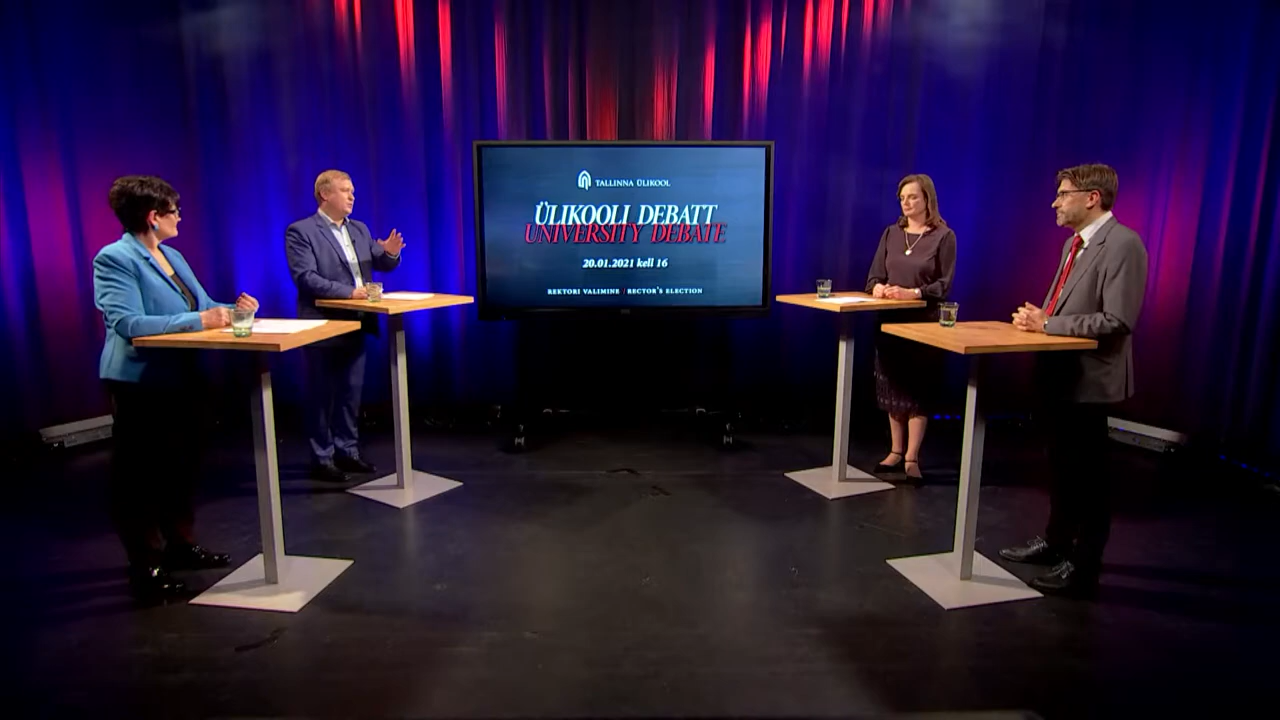 TALLINNA ÜLIKOOL
ÜLIKOOLI DEBATT
UNIVERSITY DEBATE
20.01.2021 kell 16
REKTORI VALIMINE / RECTOR'S ELECTION